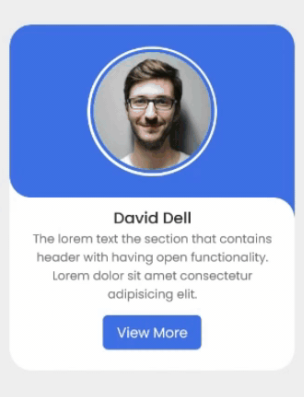 David Dell
The lorem text the section that contains
header with having open functionality.
Lorem dolor sit amet consectetur
adipisicing elit.
View More